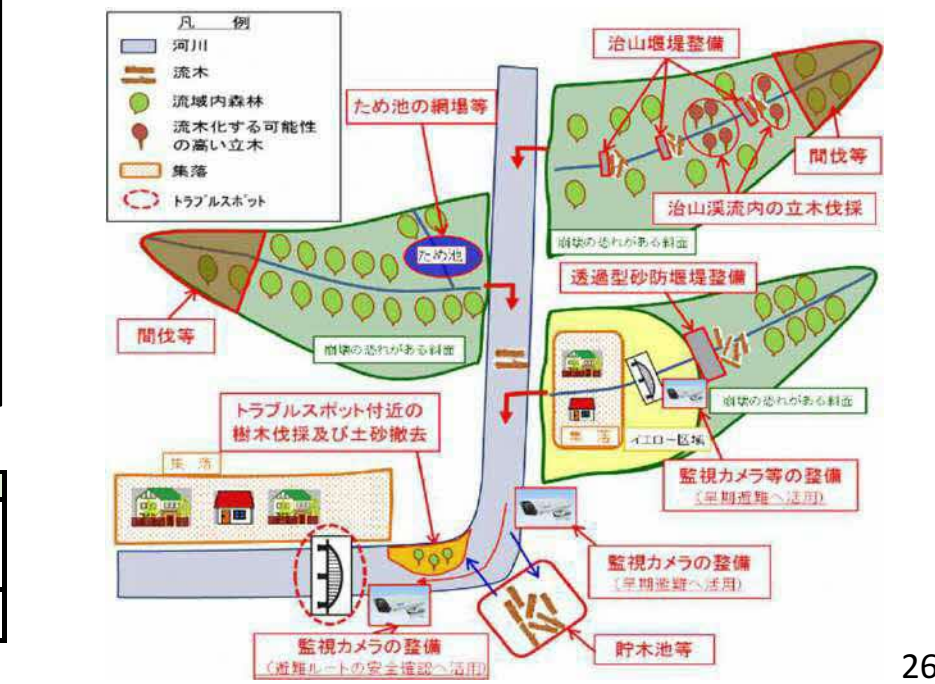 凡 例
河川
流木
流域内森林
流木化する可能性
の高い立木
集落
トラブルスポット
ため池の網場等
治山堰堤整備
間伐等
治山渓流内の立木伐採
崩壊の恐れがある斜面
ため池
透過型砂防堰堤整備
間伐等
崩壊の恐れがある斜面
崩壊の恐れがある斜面
トラブルスポット付近の
樹木伐採及び土砂撤去
集 落
イエロー区域
集 落
監視カメラ等の整備
(早期避難へ活用)
監視カメラの整備
(早期避難へ活用)
監視カメラの整備
(避難ルートの安全確認へ活用)
貯木池等
26